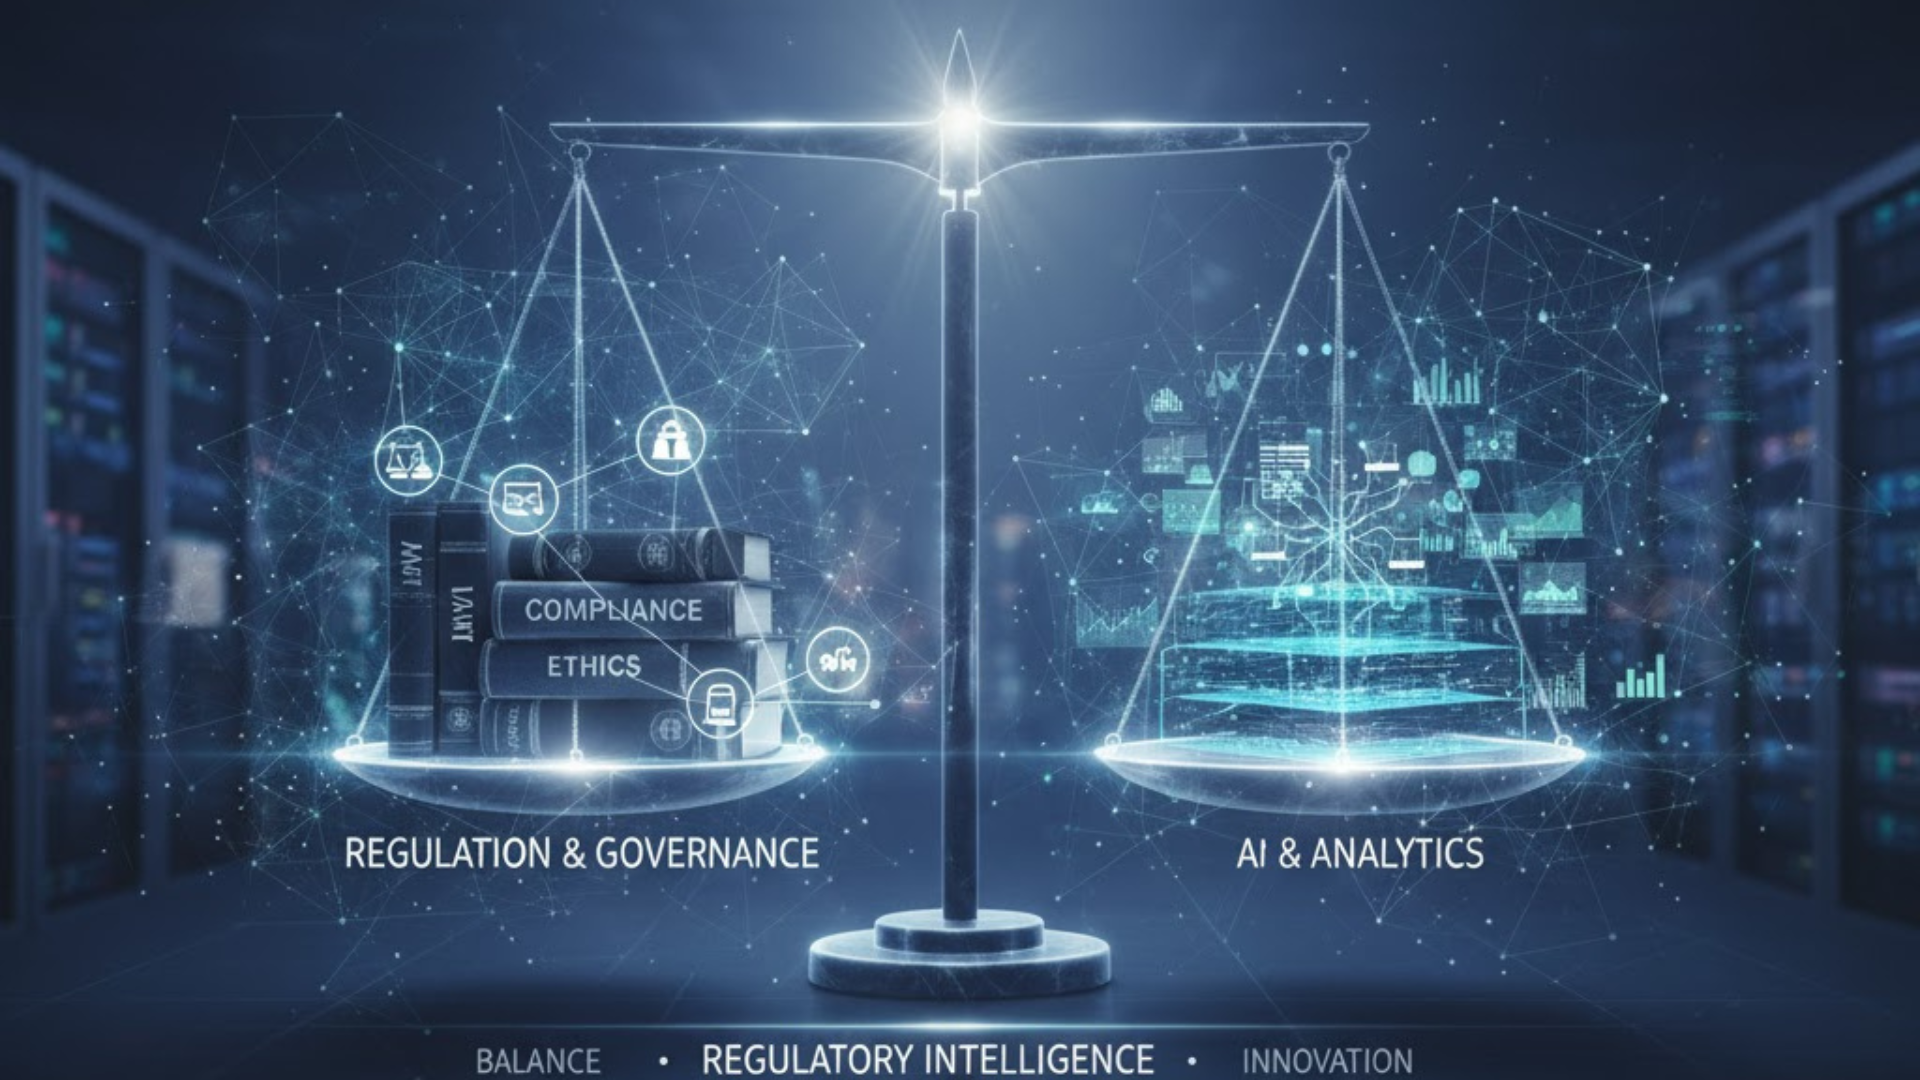 COMPLIANCE
ETHICS
REGULATION & GOVERNANCE
AI & ANALYTICS
BALANCE • REGULATORY INTELLIGENCE • INNOVATION